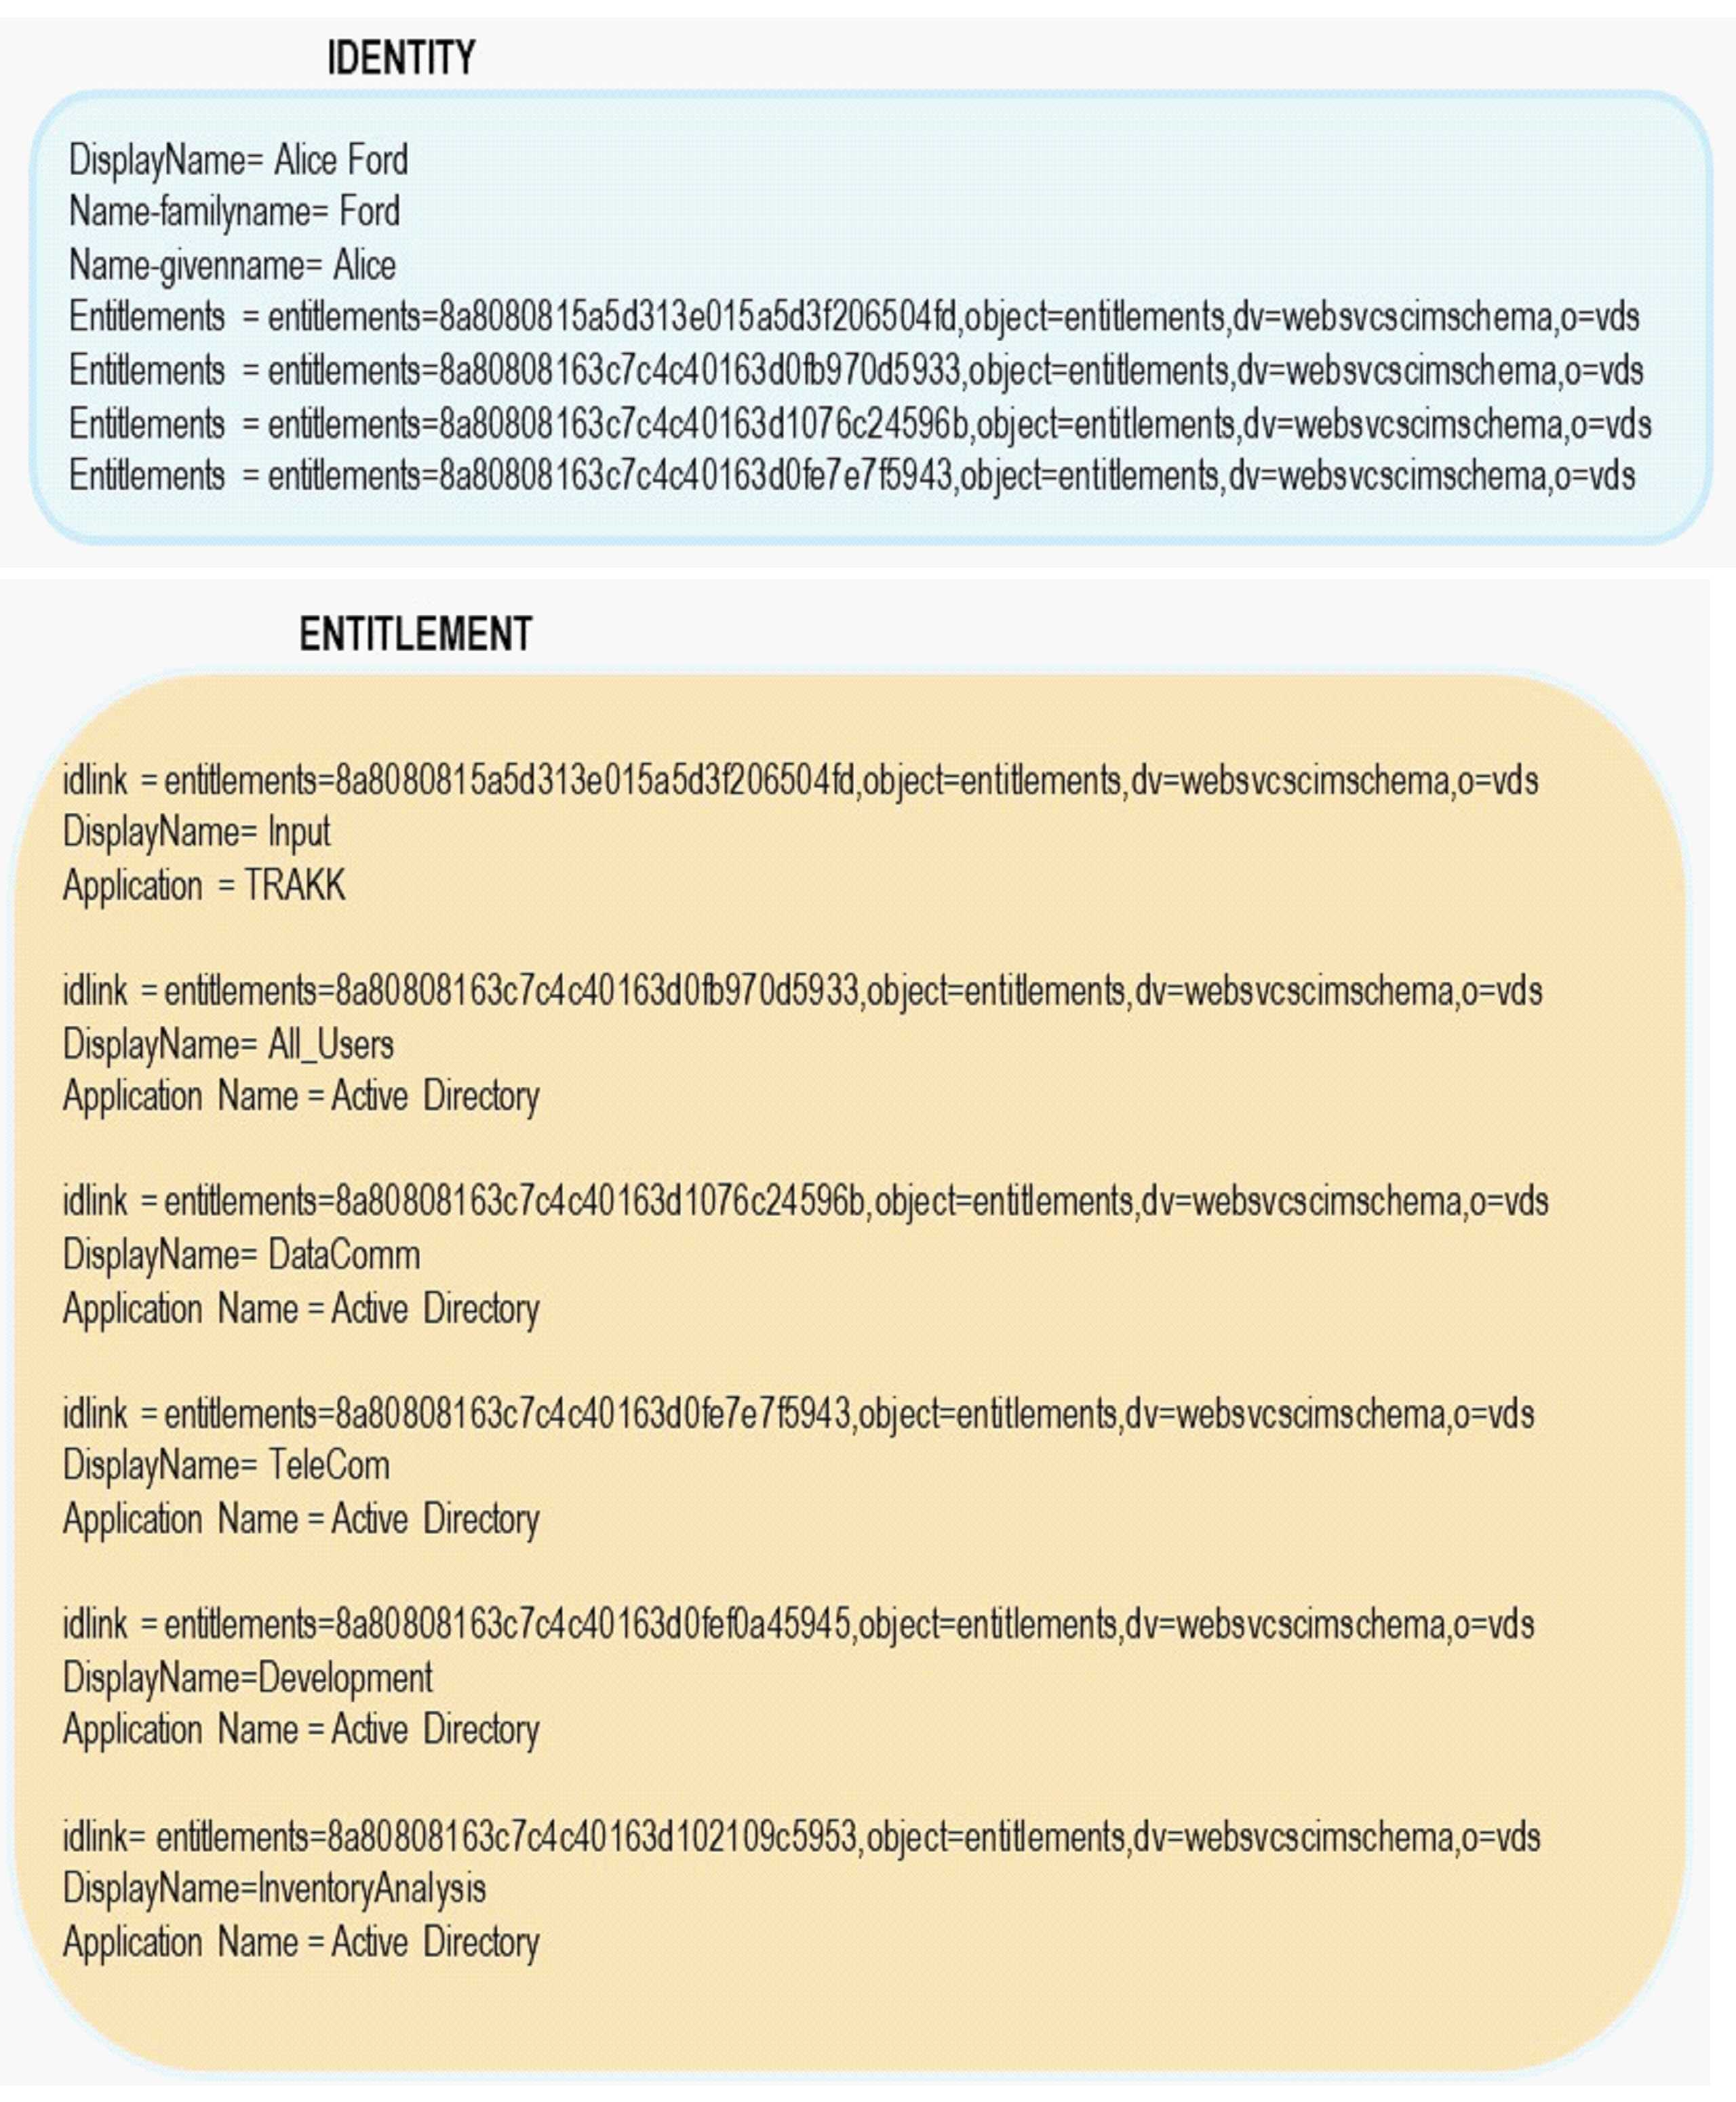 IDENTITY
DisplayName= Alice Ford
Name-familyname= Ford
Name-givenname= Alice
Entitlements = entitlements=8a8080815a5d313e015a5d3f206504fd,object=entitlements,dv=websvcscimschema,o=vds
Entitlements = entitlements=8a80808163c7c4c40163d0fb970d5933,object=entitlements,dv=websvcscimschema,o=vds
Entitlements = entitlements=8a80808163c7c4c40163d1076c24596b,object=entitlements,dv=websvcscimschema,o=vds
Entitlements = entitlements=8a80808163c7c4c40163d0fe7e7f5943,object=entitlements,dv=websvcscimschema,o=vds
ENTITLEMENT
idlink = entitlements=8a8080815a5d313e015a5d3f206504fd,object=entitlements,dv=websvcscimschema,o=vds
DisplayName= Input
Application = TRAKK
idlink = entitlements=8a80808163c7c4c40163d0fb970d5933,object=entitlements,dv=websvcscimschema,o=vds
DisplayName= All_Users
Application Name = Active Directory
idlink = entitlements=8a80808163c7c4c40163d1076c24596b,object=entitlements,dv=websvcscimschema,o=vds
DisplayName= DataComm
Application Name = Active Directory
idlink = entitlements=8a80808163c7c4c40163d0fe7e7f5943,object=entitlements,dv=websvcscimschema,o=vds
DisplayName= TeleCom
Application Name = Active Directory
idlink = entitlements=8a80808163c7c4c40163d0fef0a45945,object=entitlements,dv=websvcscimschema,o=vds
DisplayName=Development
Application Name = Active Directory
idlink= entitlements=8a80808163c7c4c40163d102109c5953,object=entitlements,dv=websvcscimschema,o=vds
DisplayName=InventoryAnalysis
Application Name = Active Directory